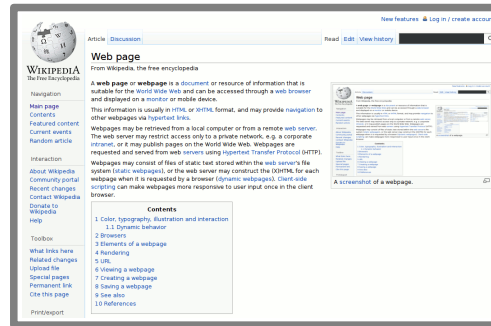 New features Log in / create accoun
Article Discussion Read Edit View history
WIKIPEDIA
The Free Encyclopedia
Navigation
Main page
Contents
Featured content
Current events
Random article
Interaction
About Wikipedia
Community portal
Recent changes
Contact Wikipedia
Donate to
Wikipedia
Help
Toolbox
What links here
Related changes
Upload file
Special pages
Permanent link
Cite this page
Print/export
Web page
From Wikipedia, the free encyclopedia
A web page or webpage is a document or resource of information that is
suitable for the World Wide Web and can be accessed through a web browser
and displayed on a monitor or mobile device.
This information is usually in HTML or XHTML format, and may provide navigation to
other webpages via hypertext links.
Webpages may be retrieved from a local computer or from a remote web server.
The web server may restrict access only to a private network, e.g. a corporate
intranet, or it may publish pages on the World Wide Web. Webpages are
requested and served from web servers using Hypertext Transfer Protocol (HTTP).
Webpages may consist of files of static text stored within the web server's file
system (static webpages), or the web server may construct the (X)HTML for each
webpage when it is requested by a browser (dynamic webpages). Client-side
scripting can make webpages more responsive to user input once in the client
browser.
A screenshot of a webpage.
Contents
1 Color, typography, illustration and interaction
1.1 Dynamic behavior
2 Browsers
3 Elements of a webpage
4 Rendering
5 URL
6 Viewing a webpage
7 Creating a webpage
8 Saving a webpage
9 See also
10 References